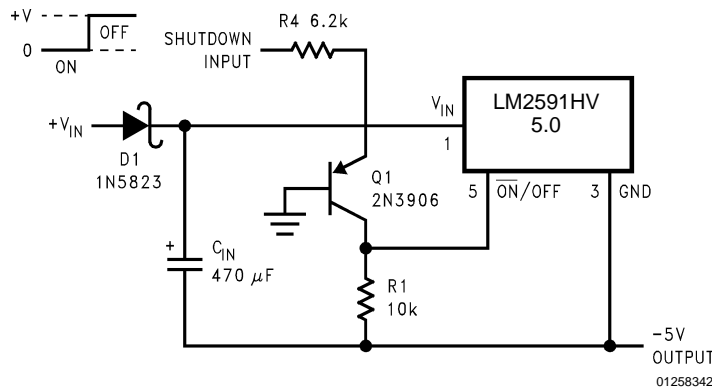 +V
OFF
0
ON
R4 6.2k
SHUTDOWN
INPUT
+VIN
D1
1N5823
VIN
1
LM2591HV
5.0
Q1
2N3906
5
ON/OFF
3
GND
+
CIN
470 μF
R1
10k
–5V
OUTPUT
01258342